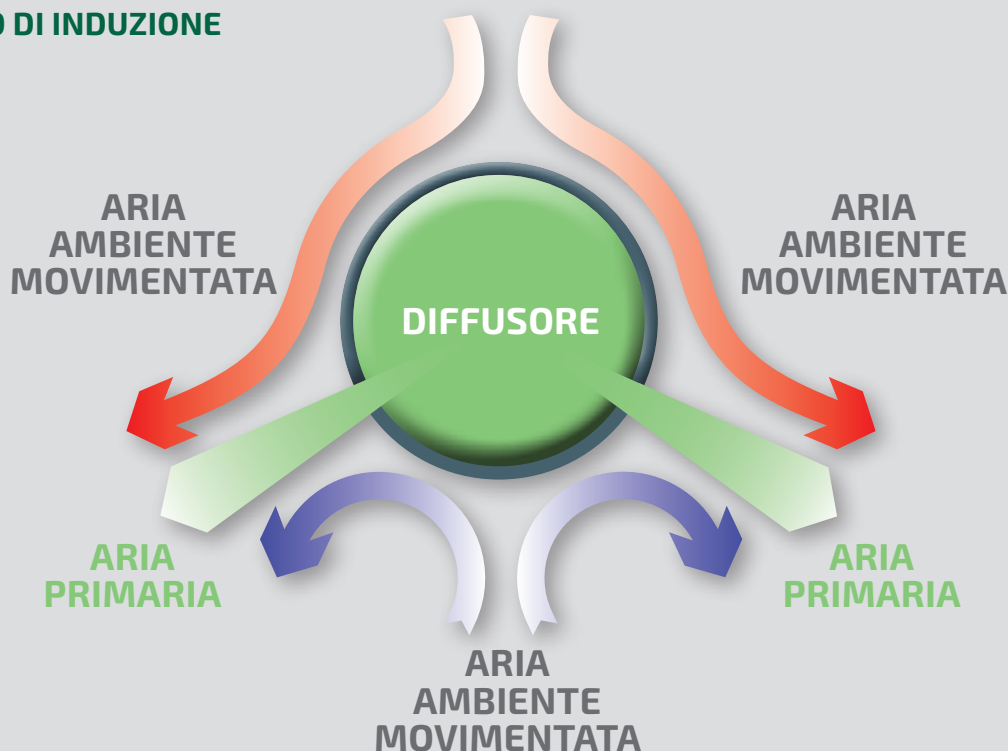 DI INDUZIONE
ARIA
AMBIENTE
MOVIMENTATA
ARIA
AMBIENTE
MOVIMENTATA
DIFFUSORE
ARIA
PRIMARIA
ARIA
PRIMARIA
ARIA
AMBIENTE
MOVIMENTATA